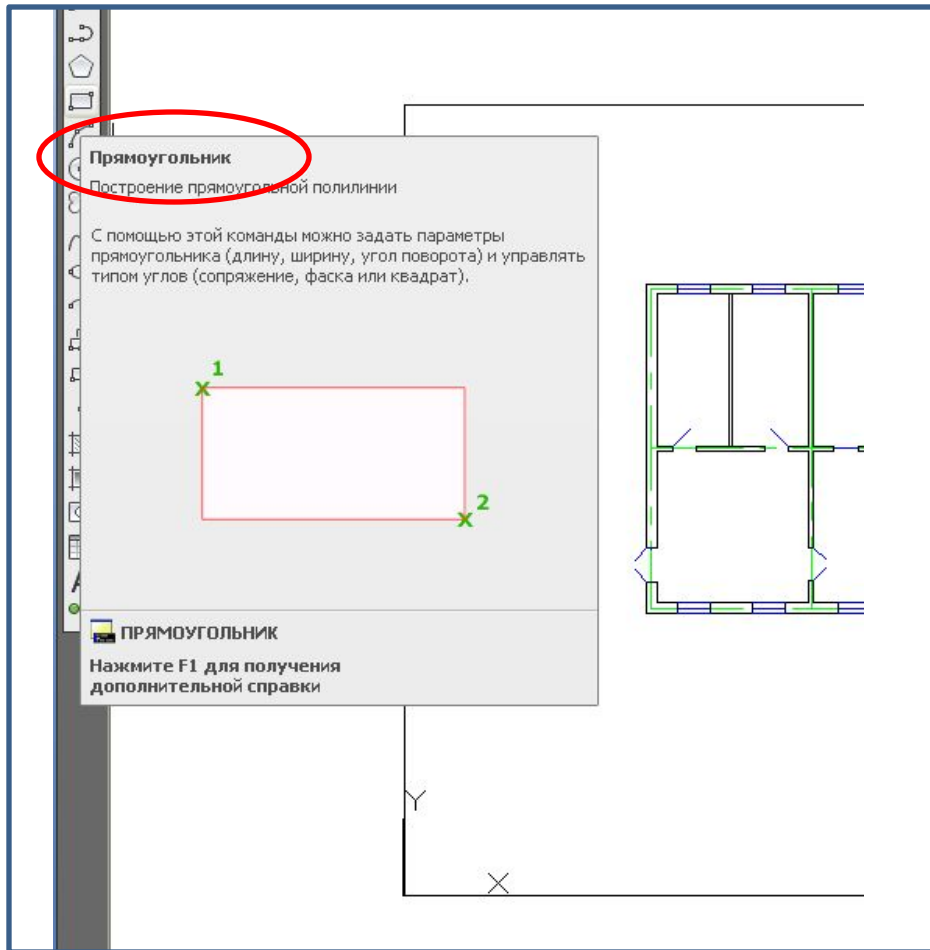 Прямоугольник
Построение прямоугольной полилинии
С помощью этой команды можно задать параметры
прямоугольника (длину, ширину, угол поворота) и управлять
типом углов (сопряжение, фаска или квадрат).
1
2
ПРЯМОУГОЛЬНИК
Нажмите F1 для получения
дополнительной справки
Y
X